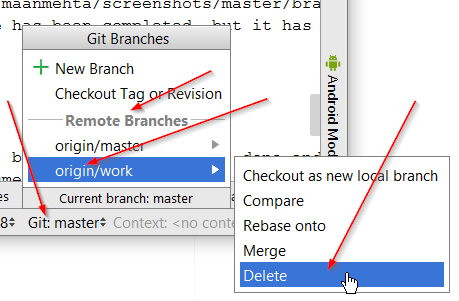 maanmehta/screenshots/master/bra
e has been completed, but it has
Git Branches
New Branch
Checkout Tag or Revision
Remote Branches
origin/master
origin/work
Android Mod
Checkout as new local branch
Compare
Rebase onto
Merge
Delete
Current branch: master
8 Git: master Context: <no conte